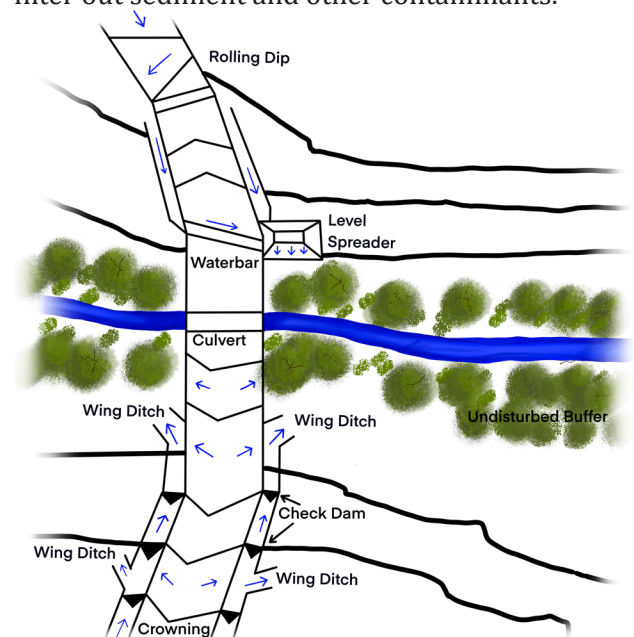 filter out sediment and other contaminants.
Rolling Dip
Level
Spreader
Waterbar
Culvert
Wing Ditch
Wing Ditch
Undisturbed Buffer
Check Dam
Wing Ditch
Wing Ditch
Crowning